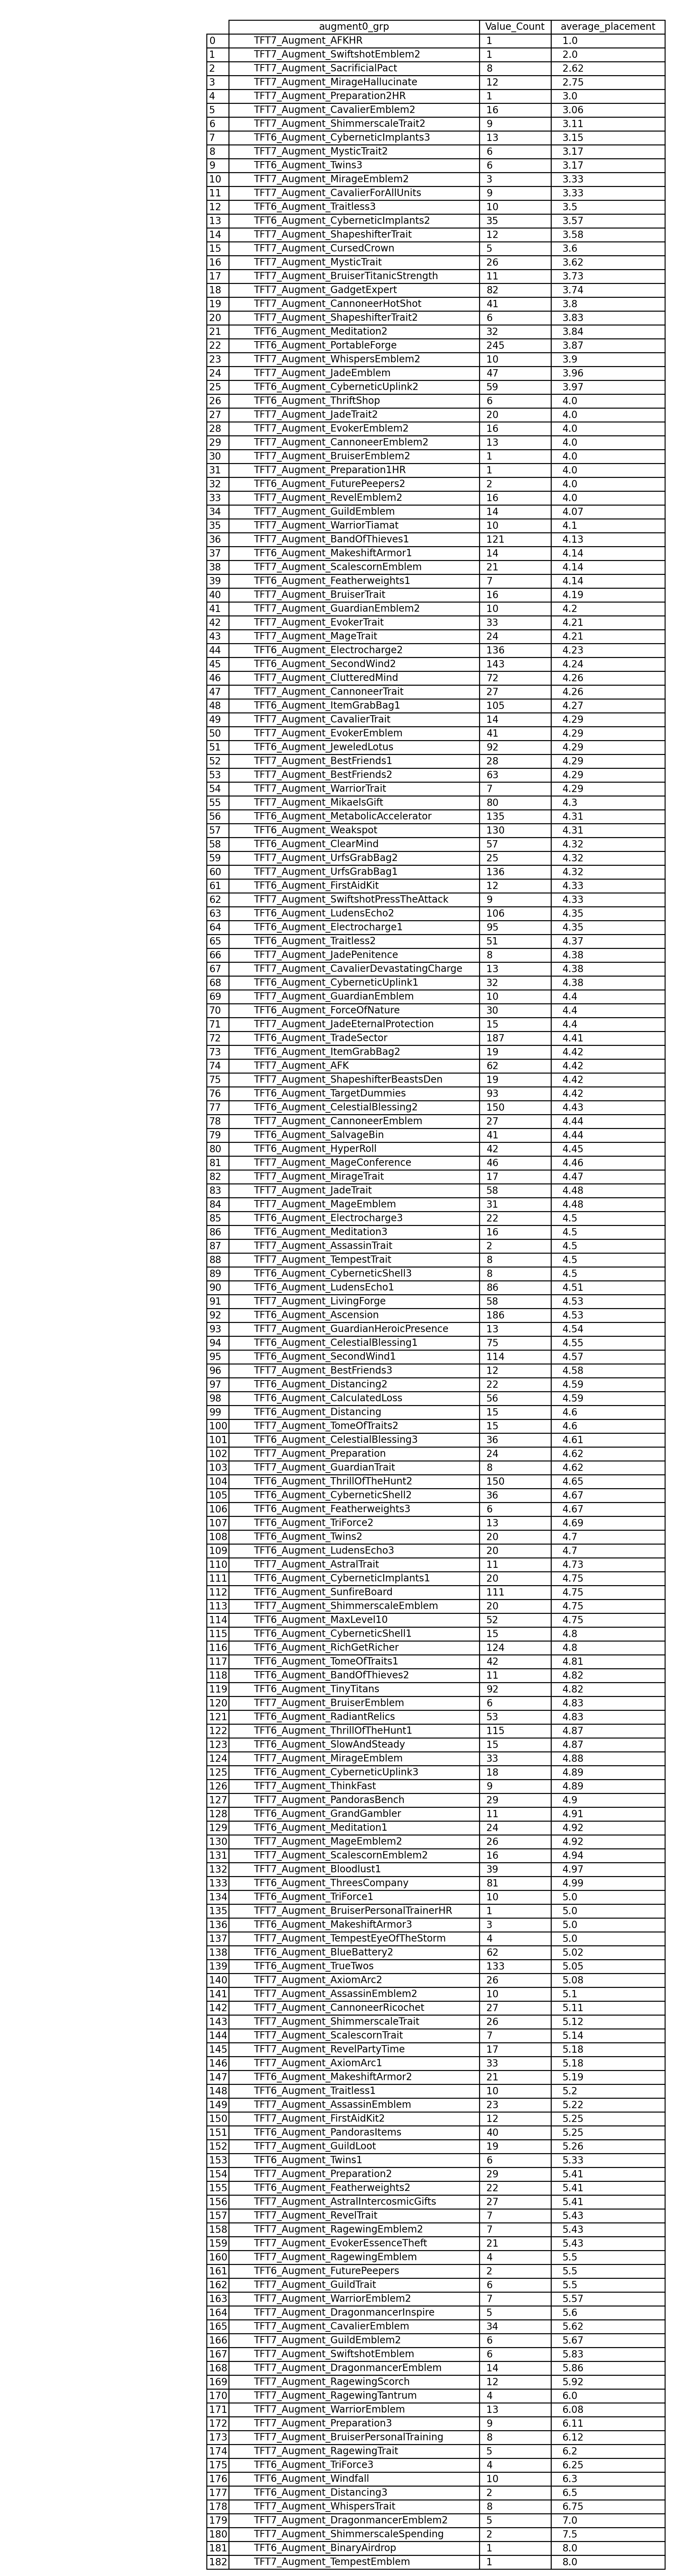 augment0_grp Value_Count average_placement
0 TFT7_Augment_AFKHR 1 1.0
1 TFT7_Augment_SwiftshotEmblem2 1 2.0
2 TFT7_Augment_SacrificialPact 8 2.62
3 TFT7_Augment_MirageHallucinate 12 2.75
4 TFT7_Augment_Preparation2HR 1 3.0
5 TFT7_Augment_CavalierEmblem2 16 3.06
6 TFT7_Augment_ShimmerscaleTrait2 9 3.11
7 TFT6_Augment_CyberneticImplants3 13 3.15
8 TFT7_Augment_MysticTrait2 6 3.17
9 TFT6_Augment_Twins3 6 3.17
10 TFT7_Augment_MirageEmblem2 3 3.33
11 TFT7_Augment_CavalierForAllUnits 9 3.33
12 TFT6_Augment_Traitless3 10 3.5
13 TFT6_Augment_CyberneticImplants2 35 3.57
14 TFT7_Augment_ShapeshifterTrait 12 3.58
15 TFT7_Augment_CursedCrown 5 3.6
16 TFT7_Augment_MysticTrait 26 3.62
17 TFT7_Augment_BruiserTitanicStrength 11 3.73
18 TFT7_Augment_GadgetExpert 82 3.74
19 TFT7_Augment_CannoneerHotShot 41 3.8
20 TFT7_Augment_ShapeshifterTrait2 6 3.83
21 TFT6_Augment_Meditation2 32 3.84
22 TFT6_Augment_PortableForge 245 3.87
23 TFT7_Augment_WhispersEmblem2 10 3.9
24 TFT7_Augment_JadeEmblem 47 3.96
25 TFT6_Augment_CyberneticUplink2 59 3.97
26 TFT6_Augment_ThriftShop 6 4.0
27 TFT7_Augment_JadeTrait2 20 4.0
28 TFT7_Augment_EvokerEmblem2 16 4.0
29 TFT7_Augment_CannoneerEmblem2 13 4.0
30 TFT7_Augment_BruiserEmblem2 1 4.0
31 TFT7_Augment_Preparation1HR 1 4.0
32 TFT6_Augment_FuturePeepers2 2 4.0
33 TFT7_Augment_RevelEmblem2 16 4.0
34 TFT7_Augment_GuildEmblem 14 4.07
35 TFT7_Augment_WarriorTiamat 10 4.1
36 TFT7_Augment_BandOfThieves1 121 4.13
37 TFT6_Augment_MakeshiftArmor1 14 4.14
38 TFT7_Augment_ScalescornEmblem 21 4.14
39 TFT6_Augment_Featherweights1 7 4.14
40 TFT7_Augment_BruiserTrait 16 4.19
41 TFT7_Augment_GuardianEmblem2 10 4.2
42 TFT7_Augment_EvokerTrait 33 4.21
43 TFT7_Augment_MageTrait 24 4.21
44 TFT6_Augment_Electrocharge2 136 4.23
45 TFT6_Augment_SecondWind2 143 4.24
46 TFT7_Augment_ClutteredMind 72 4.26
47 TFT7_Augment_CannoneerTrait 27 4.26
48 TFT6_Augment_ItemGrabBag1 105 4.27
49 TFT7_Augment_CavalierTrait 14 4.29
50 TFT7_Augment_EvokerEmblem 41 4.29
51 TFT6_Augment_JeweledLotus 92 4.29
52 TFT7_Augment_BestFriends1 28 4.29
53 TFT7_Augment_BestFriends2 63 4.29
54 TFT7_Augment_WarriorTrait 7 4.29
55 TFT7_Augment_MikaelsGift 80 4.3
56 TFT6_Augment_MetabolicAccelerator 135 4.31
57 TFT6_Augment_Weakspot 130 4.31
58 TFT6_Augment_ClearMind 57 4.32
59 TFT7_Augment_UrfsGrabBag2 25 4.32
60 TFT7_Augment_UrfsGrabBag1 136 4.32
61 TFT6_Augment_FirstAidKit 12 4.33
62 TFT7_Augment_SwiftshotPressTheAttack 9 4.33
63 TFT6_Augment_LudensEcho2 106 4.35
64 TFT6_Augment_Electrocharge1 95 4.35
65 TFT6_Augment_Traitless2 51 4.37
66 TFT7_Augment_JadePenitence 8 4.38
67 TFT7_Augment_CavalierDevastatingCharge 13 4.38
68 TFT6_Augment_CyberneticUplink1 32 4.38
69 TFT7_Augment_GuardianEmblem 10 4.4
70 TFT6_Augment_ForceOfNature 30 4.4
71 TFT7_Augment_JadeEternalProtection 15 4.4
72 TFT6_Augment_TradeSector 187 4.41
73 TFT6_Augment_ItemGrabBag2 19 4.42
74 TFT7_Augment_AFK 62 4.42
75 TFT7_Augment_ShapeshifterBeastsDen 19 4.42
76 TFT6_Augment_TargetDummies 93 4.42
77 TFT6_Augment_CelestialBlessing2 150 4.43
78 TFT7_Augment_CannoneerEmblem 27 4.44
79 TFT6_Augment_SalvageBin 41 4.44
80 TFT6_Augment_HyperRoll 42 4.45
81 TFT7_Augment_MageConference 46 4.46
82 TFT7_Augment_MirageTrait 17 4.47
83 TFT7_Augment_JadeTrait 58 4.48
84 TFT7_Augment_MageEmblem 31 4.48
85 TFT6_Augment_Electrocharge3 22 4.5
86 TFT6_Augment_Meditation3 16 4.5
87 TFT7_Augment_AssassinTrait 2 4.5
88 TFT7_Augment_TempestTrait 8 4.5
89 TFT6_Augment_CyberneticShell3 8 4.5
90 TFT6_Augment_LudensEcho1 86 4.51
91 TFT7_Augment_LivingForge 58 4.53
92 TFT6_Augment_Ascension 186 4.53
93 TFT7_Augment_GuardianHeroicPresence 13 4.54
94 TFT6_Augment_CelestialBlessing1 75 4.55
95 TFT6_Augment_SecondWind1 114 4.57
96 TFT7_Augment_BestFriends3 12 4.58
97 TFT6_Augment_Distancing2 22 4.59
98 TFT6_Augment_CalculatedLoss 56 4.59
99 TFT6_Augment_Distancing 15 4.6
100 TFT7_Augment_TomeOfTraits2 15 4.6
101 TFT6_Augment_CelestialBlessing3 36 4.61
102 TFT7_Augment_Preparation 24 4.62
103 TFT7_Augment_GuardianTrait 8 4.62
104 TFT6_Augment_ThrillOfTheHunt2 150 4.65
105 TFT6_Augment_CyberneticShell2 36 4.67
106 TFT6_Augment_Featherweights3 6 4.67
107 TFT6_Augment_TriForce2 13 4.69
108 TFT6_Augment_Twins2 20 4.7
109 TFT6_Augment_LudensEcho3 20 4.7
110 TFT7_Augment_AstralTrait 11 4.73
111 TFT6_Augment_CyberneticImplants1 20 4.75
112 TFT6_Augment_SunfireBoard 111 4.75
113 TFT7_Augment_ShimmerscaleEmblem 20 4.75
114 TFT7_Augment_MaxLevel10 52 4.75
115 TFT6_Augment_CyberneticShell1 15 4.8
116 TFT6_Augment_RichGetRicher 124 4.8
117 TFT6_Augment_TomeOfTraits1 42 4.81
118 TFT6_Augment_BandOfThieves2 11 4.82
119 TFT6_Augment_TinyTitans 92 4.82
120 TFT7_Augment_BruiserEmblem 6 4.83
121 TFT6_Augment_RadiantRelics 53 4.83
122 TFT6_Augment_ThrillOfTheHunt1 115 4.87
123 TFT6_Augment_SlowAndSteady 15 4.87
124 TFT7_Augment_MirageEmblem 33 4.88
125 TFT6_Augment_CyberneticUplink3 18 4.89
126 TFT7_Augment_ThinkFast 9 4.89
127 TFT7_Augment_PandorasBench 29 4.9
128 TFT6_Augment_GrandGambler 11 4.91
129 TFT6_Augment_Meditation1 24 4.92
130 TFT7_Augment_MageEmblem2 26 4.92
131 TFT7_Augment_ScalescornEmblem2 16 4.94
132 TFT7_Augment_Bloodlust1 39 4.97
133 TFT6_Augment_ThreesCompany 81 4.99
134 TFT6_Augment_TriForce1 10 5.0
135 TFT7_Augment_BruiserPersonalTrainerHR 1 5.0
136 TFT6_Augment_MakeshiftArmor3 3 5.0
137 TFT7_Augment_TempestEyeOfTheStorm 4 5.0
138 TFT6_Augment_BlueBattery2 62 5.02
139 TFT6_Augment_TrueTwos 133 5.05
140 TFT7_Augment_AxiomArc2 26 5.08
141 TFT7_Augment_AssassinEmblem2 10 5.1
142 TFT7_Augment_CannoneerRicochet 27 5.11
143 TFT7_Augment_ShimmerscaleTrait 26 5.12
144 TFT7_Augment_ScalescornTrait 7 5.14
145 TFT7_Augment_RevelPartyTime 17 5.18
146 TFT7_Augment_AxiomArc1 33 5.18
147 TFT6_Augment_MakeshiftArmor2 21 5.19
148 TFT6_Augment_Traitless1 10 5.2
149 TFT7_Augment_AssassinEmblem 23 5.22
150 TFT7_Augment_FirstAidKit2 12 5.25
151 TFT6_Augment_PandorasItems 40 5.25
152 TFT7_Augment_GuildLoot 19 5.26
153 TFT6_Augment_Twins1 6 5.33
154 TFT7_Augment_Preparation2 29 5.41
155 TFT6_Augment_Featherweights2 22 5.41
156 TFT7_Augment_AstralIntercosmicGifts 27 5.41
157 TFT7_Augment_RevelTrait 7 5.43
158 TFT7_Augment_RagewingEmblem2 7 5.43
159 TFT7_Augment_EvokerEssenceTheft 21 5.43
160 TFT7_Augment_RagewingEmblem 4 5.5
161 TFT6_Augment_FuturePeepers 2 5.5
162 TFT7_Augment_GuildTrait 6 5.5
163 TFT7_Augment_WarriorEmblem2 7 5.57
164 TFT7_Augment_DragonmancerInspire 5 5.6
165 TFT7_Augment_CavalierEmblem 34 5.62
166 TFT7_Augment_GuildEmblem2 6 5.67
167 TFT7_Augment_SwiftshotEmblem 6 5.83
168 TFT7_Augment_DragonmancerEmblem 14 5.86
169 TFT7_Augment_RagewingScorch 12 5.92
170 TFT7_Augment_RagewingTantrum 4 6.0
171 TFT7_Augment_WarriorEmblem 13 6.08
172 TFT7_Augment_Preparation3 9 6.11
173 TFT7_Augment_BruiserPersonalTraining 8 6.12
174 TFT7_Augment_RagewingTrait 5 6.2
175 TFT6_Augment_TriForce3 4 6.25
176 TFT6_Augment_Windfall 10 6.3
177 TFT6_Augment_Distancing3 2 6.5
178 TFT7_Augment_WhispersTrait 8 6.75
179 TFT7_Augment_DragonmancerEmblem2 5 7.0
180 TFT7_Augment_ShimmerscaleSpending 2 7.5
181 TFT6_Augment_BinaryAirdrop 1 8.0
182 TFT7_Augment_TempestEmblem 1 8.0